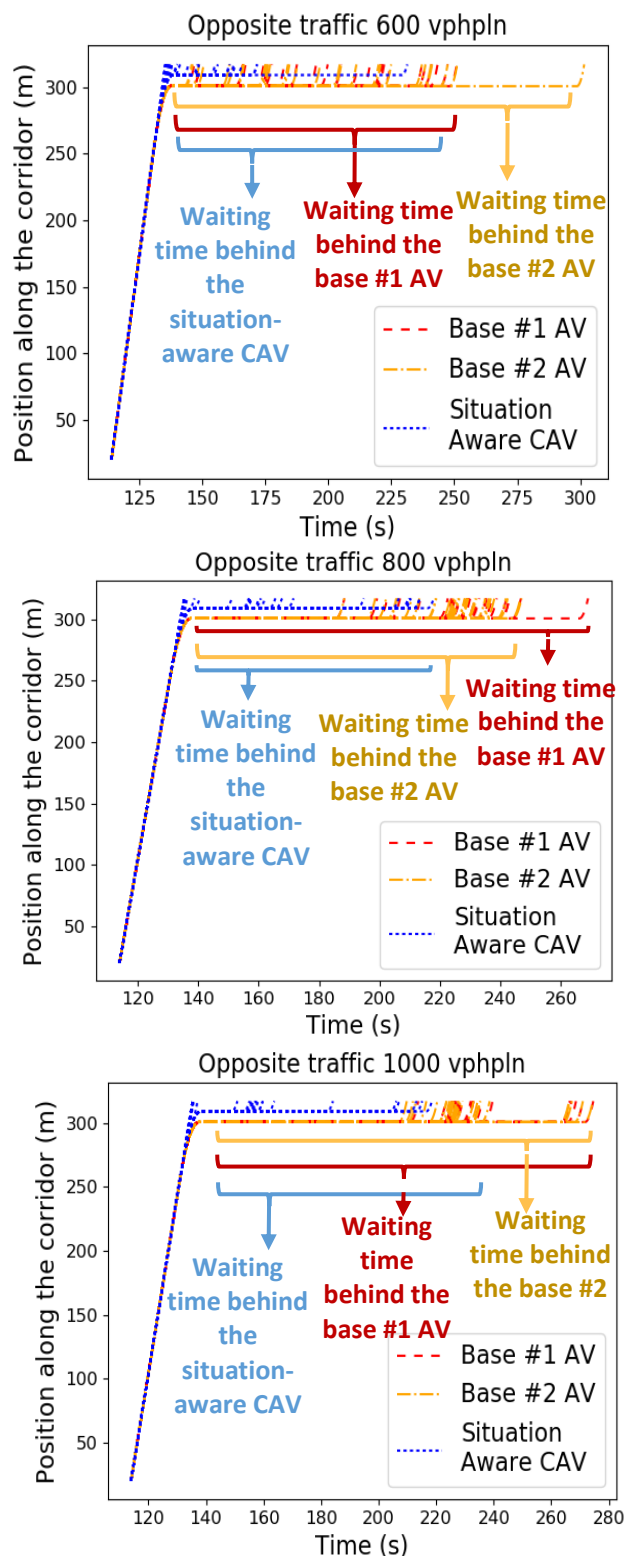 Opposite traffic 600 vphpln
Position along the corridor (m)
300
250
200
150
100
50
Waiting
time behind
the
situation-
aware CAV
Waiting time
behind the
base #1 AV
Waiting time
behind the
base #2 AV
Base #1 AV
Base #2 AV
Situation
Aware CAV
125 150 175 200 225 250 275 300
Time (s)
Opposite traffic 800 vphpln
Position along the corridor (m)
300
250
200
150
100
50
Waiting
time behind
the
situation-
aware CAV
Waiting time
behind the
base #2 AV
Waiting time
behind the
base #1 AV
Base #1 AV
Base #2 AV
Situation
Aware CAV
120 140 160 180 200 220 240 260
Time (s)
Opposite traffic 1000 vphpln
Position along the corridor (m)
300
250
200
150
100
50
Waiting
time behind
the
situation-
aware CAV
Waiting
time
behind the
base #1 AV
Waiting
time behind
the base #2
Base #1 AV
Base #2 AV
Situation
Aware CAV
120 140 160 180 200 220 240 260 280
Time (s)